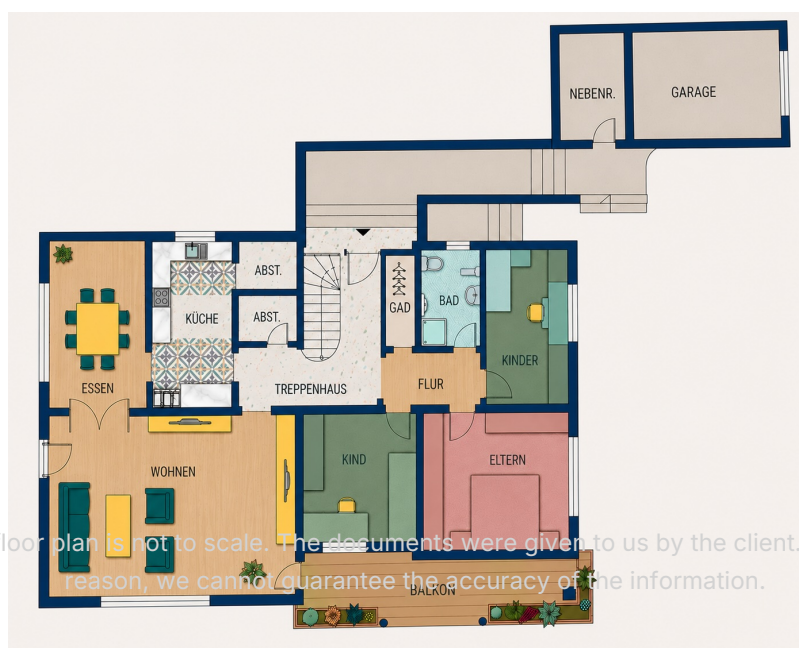 NEBENR.
GARAGE
ABST.
ABST.
KÜCHE
GAD
BAD
KINDER
ESSEN
TREPPENHAUS
FLUR
WOHNEN
KIND
ELTERN
floor plan is not to scale. The documents were given to us by the client.
reason, we cannot guarantee the accuracy of the information.
BALKON